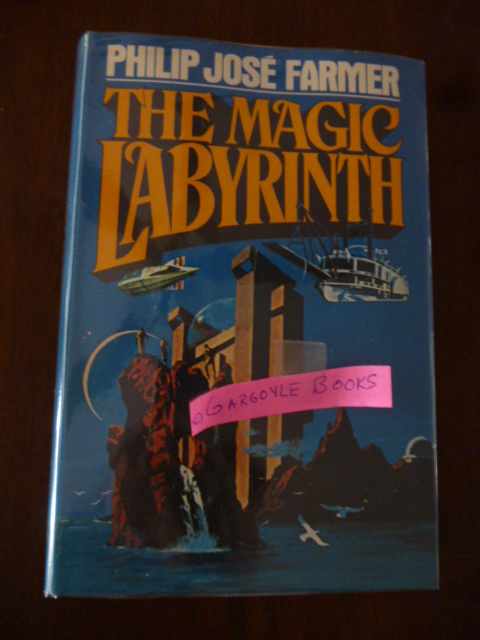 PHILIP JOSÉ FARMER
THE MAGIC
LABYRINTH
GARGOYLE BOOKS